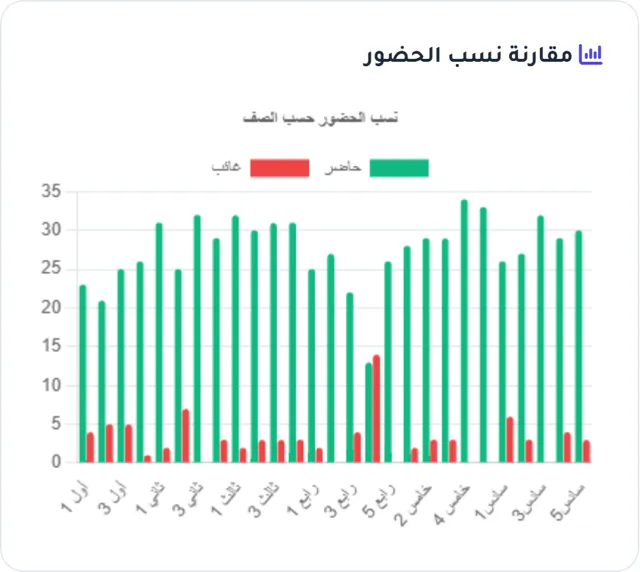 مقارنة نسب الحضور
نسب الحضور حسب الصف
حاضر
غائب
35
30
25
20
15
10
5
0
أول 1
أول 3
ثاني 1
ثاني 3
ثالث 1
ثالث 3
رابع 1
رابع 3
رابع 5
خامس 2
خامس 4
سادس1
سادس3
سادس5